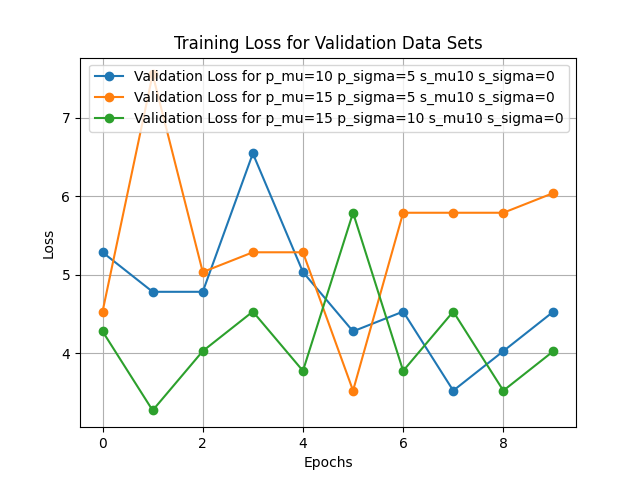 Training Loss for Validation Data Sets
Validation Loss for p_mu=10 p_sigma=5 s_mu10 s_sigma=0
Validation Loss for p_mu=15 p_sigma=5 s_mu10 s_sigma=0
Validation Loss for p_mu=15 p_sigma=10 s_mu10 s_sigma=0
7
6
5
4
Loss
0 2 4 6 8
Epochs